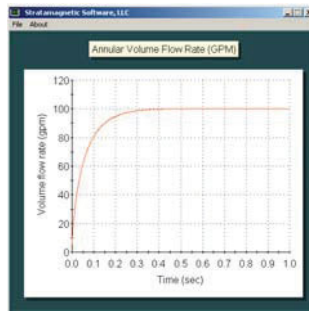 Stratamagnetic Software, LLC
File About
Annular Volume Flow Rate (GPM)
120
100
80
60
40
20
0
Volume flow rate (gpm)
0.0 0.1 0.2 0.3 0.4 0.5 0.6 0.7 0.8 0.9 1.0
Time (sec)